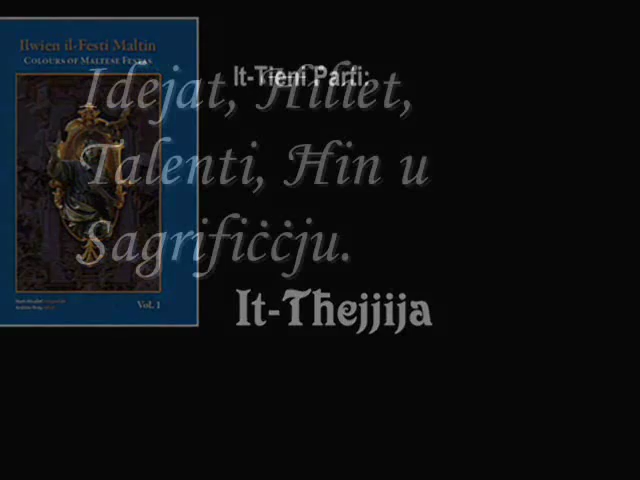 Ilwien il-Festi Maltin
COLOURS OF MALTESE FESTAS
It-Tieni Parti:
Idejat, Ħiliet,
Talenti, Ħin u
Sagrifiċċju.
It-Tħejjija
Vol. 1